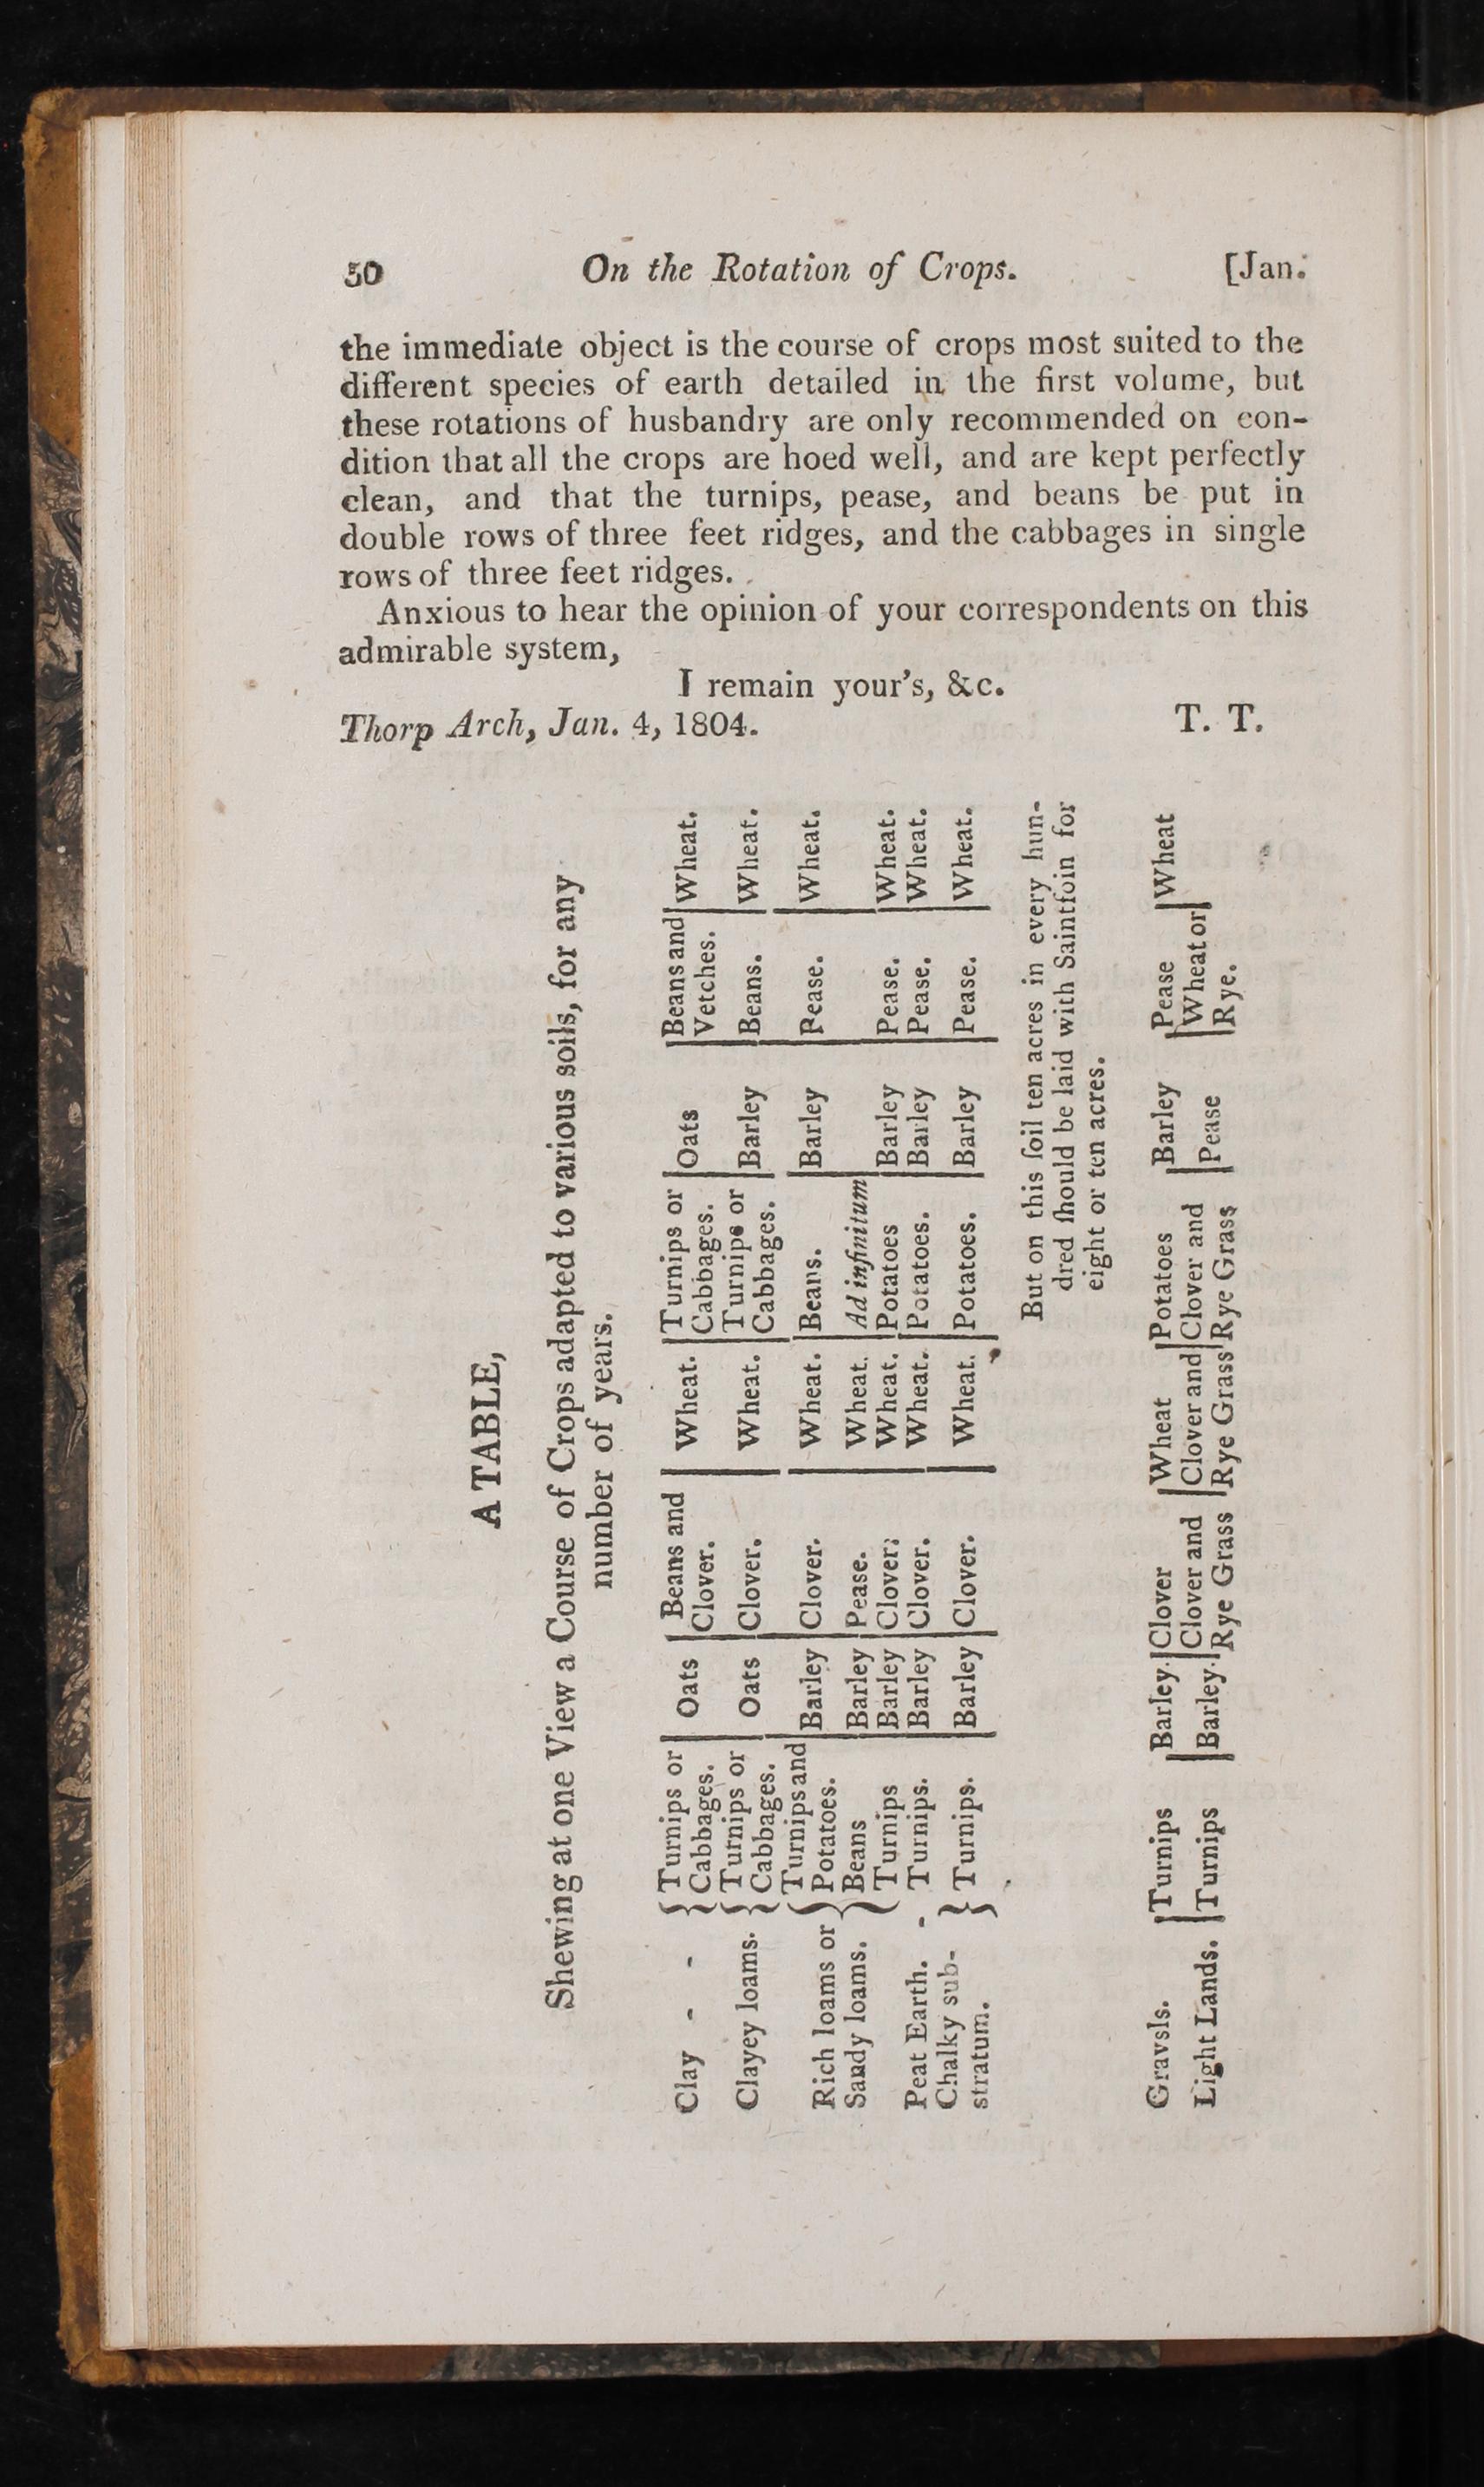 50 On the Rotation of Crops. [Jan.
the immediate object is the course of crops most suited to the
different species of earth detailed in the first volume, but
these rotations of husbandry are only recommended on con-
dition that all the crops are hoed well, and are kept perfectly
clean, and that the turnips, pease, and beans be put in
double rows of three feet ridges, and the cabbages in single
rows of three feet ridges.
Anxious to hear the opinion of your correspondents on this
admirable system,
I remain your's, &c.
Thorp Arch, Jan. 4, 1804. T. T.
A TABLE,
Shewing at one View a Course of Crops adapted to various soils, for any
number of years.
Clay - - { Turnips or | Oats | Beans and | Wheat. | Turnips or | Oats | Beans and | Wheat.
Cabbages. Clover. Cabbages. Vetches.
Clayey loams. { Turnips or | Oats | Clover. | Wheat. | Turnips or | Barley | Beans. | Wheat.
Cabbages. Cabbages.
Turnips and
Rich loams or { Potatoes. | Barley | Clover. | Wheat. | Beans. | Barley | Pease. | Wheat.
Sandy loams. } Beans | Barley | Pease. | Wheat. Ad infinitum
Turnips | Barley | Clover; | Wheat. | Potatoes | Barley | Pease. | Wheat.
Peat Earth. - Turnips. | Barley | Clover. | Wheat. | Potatoes. | Barley | Pease. | Wheat.
Chalky sub-
stratum. } Turnips. | Barley | Clover. | Wheat. | Potatoes. | Barley | Pease. | Wheat.
But on this ſoil ten acres in every hun-
dred ſhould be laid with Saintfoin for
eight or ten acres.
Gravsls. | Turnips | Barley. | Clover | Wheat | Potatoes | Barley | Pease | Wheat
Light Lands. | Turnips | Barley. | Clover and | Clover and | Clover and | Pease | Wheat or |
Rye Grass Rye Grass Rye Grass Rye.